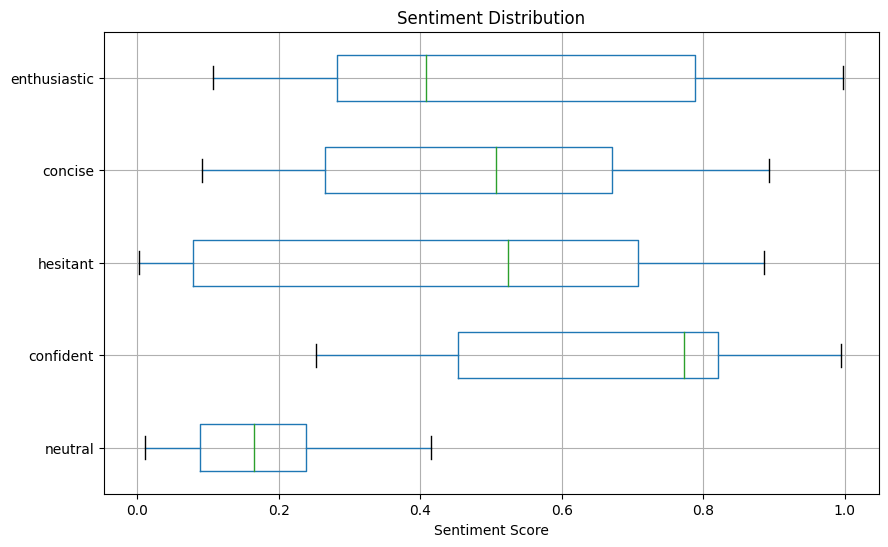 Sentiment Distribution
enthusiastic
concise
hesitant
confident
neutral
0.0 0.2 0.4 0.6 0.8 1.0
Sentiment Score